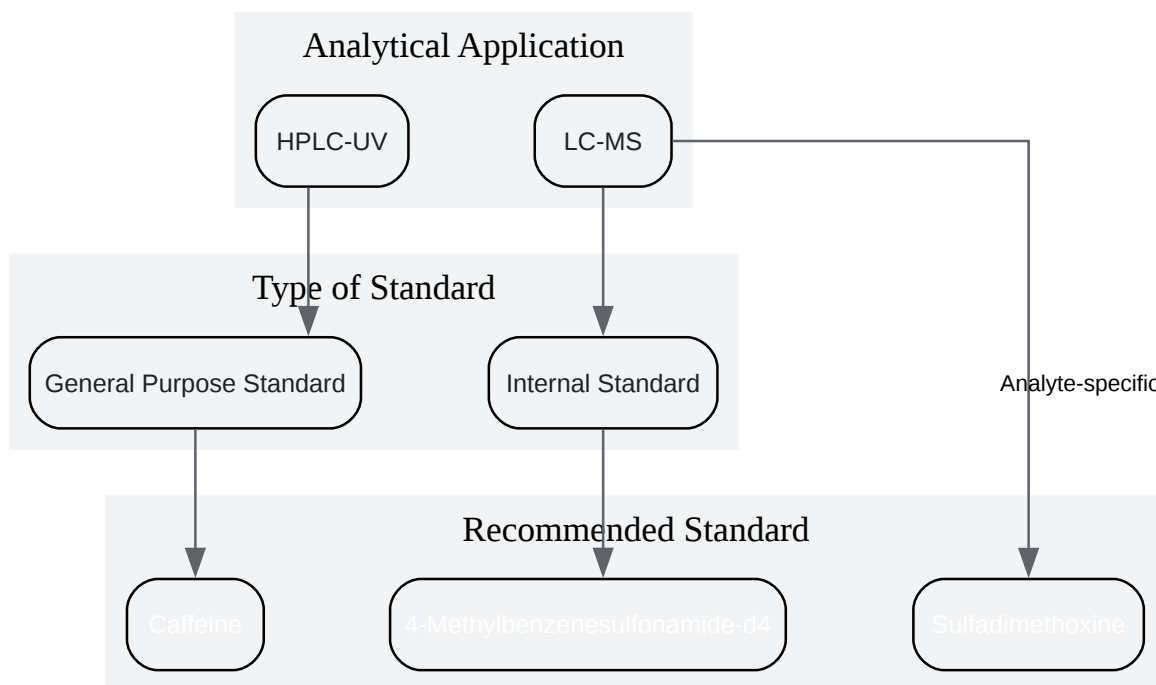 Analytical Application
HPLC-UV
LC-MS
Type of Standard
General Purpose Standard
Internal Standard
Analyte-specific
Recommended Standard
Caffeine
4-Methylbenzenesulfonamide-d4
Sulfadimethoxine